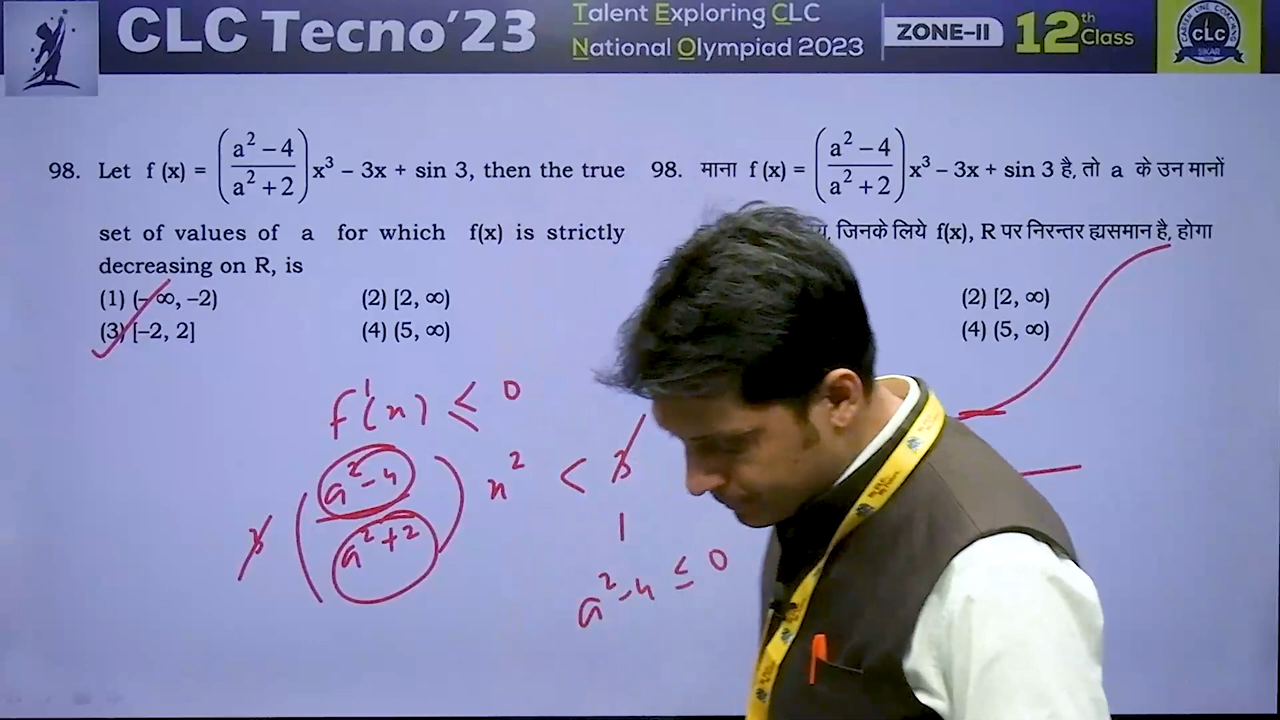 CLC Tecno'23
Talent Exploring CLC
National Olympiad 2023
ZONE-II
12th Class
CLC
SIKAR
98. Let f (x) = ((a² – 4)/(a² + 2)) x³ – 3x + sin 3, then the true
set of values of a for which f(x) is strictly
decreasing on R, is
(1) (– ∞, –2)
(2) [2, ∞)
(3) [–2, 2]
(4) (5, ∞)
98. माना f (x) = ((a² – 4)/(a² + 2)) x³ – 3x + sin 3 है, तो a के उन मानों
जिनके लिये f(x), R पर निरन्तर ह्यसमान है, होगा
(2) [2, ∞)
(4) (5, ∞)
f'(x) ≤ 0
3 ((a²-4)/(a²+2)) x² < 3
1
a²-4 ≤ 0